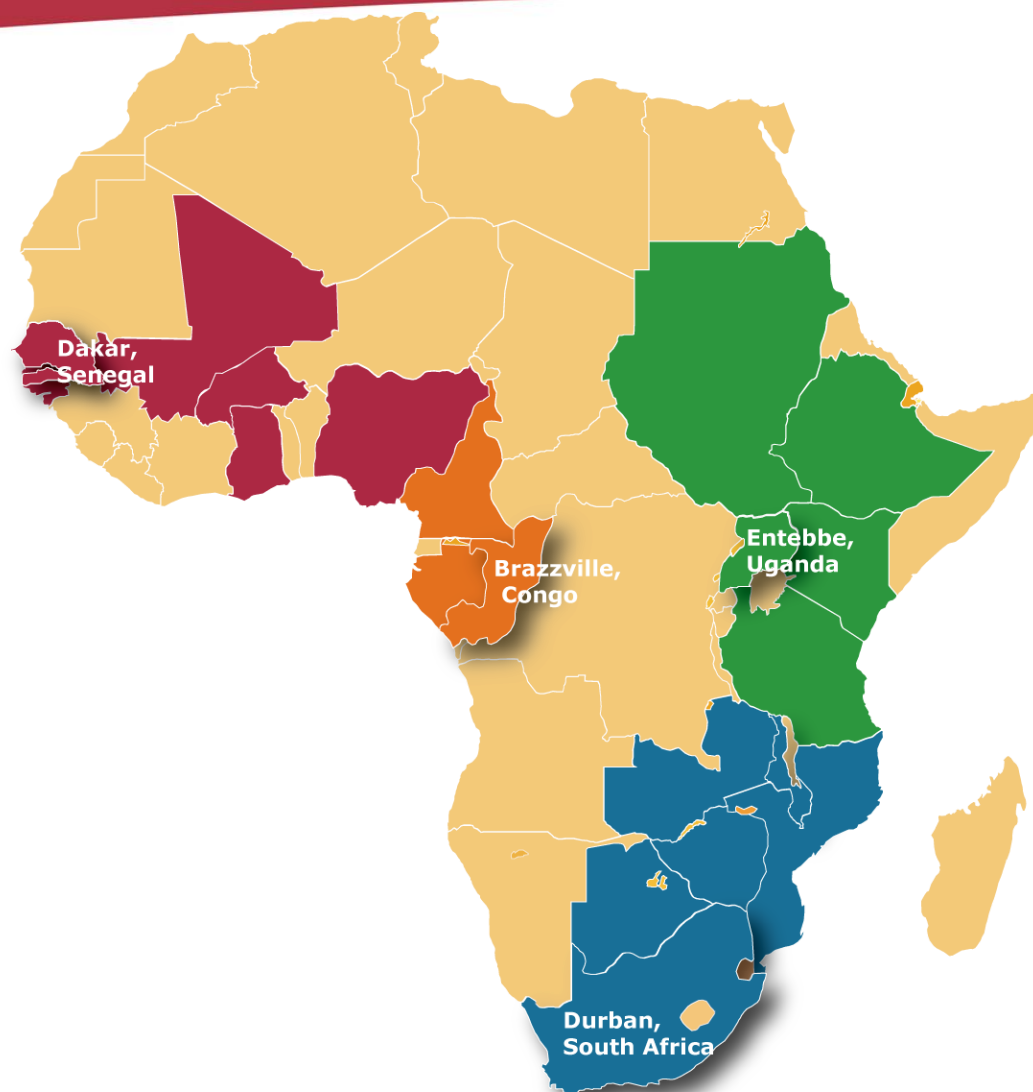 Dakar,
Senegal
Entebbe,
Uganda
Brazzville,
Congo
Durban,
South Africa